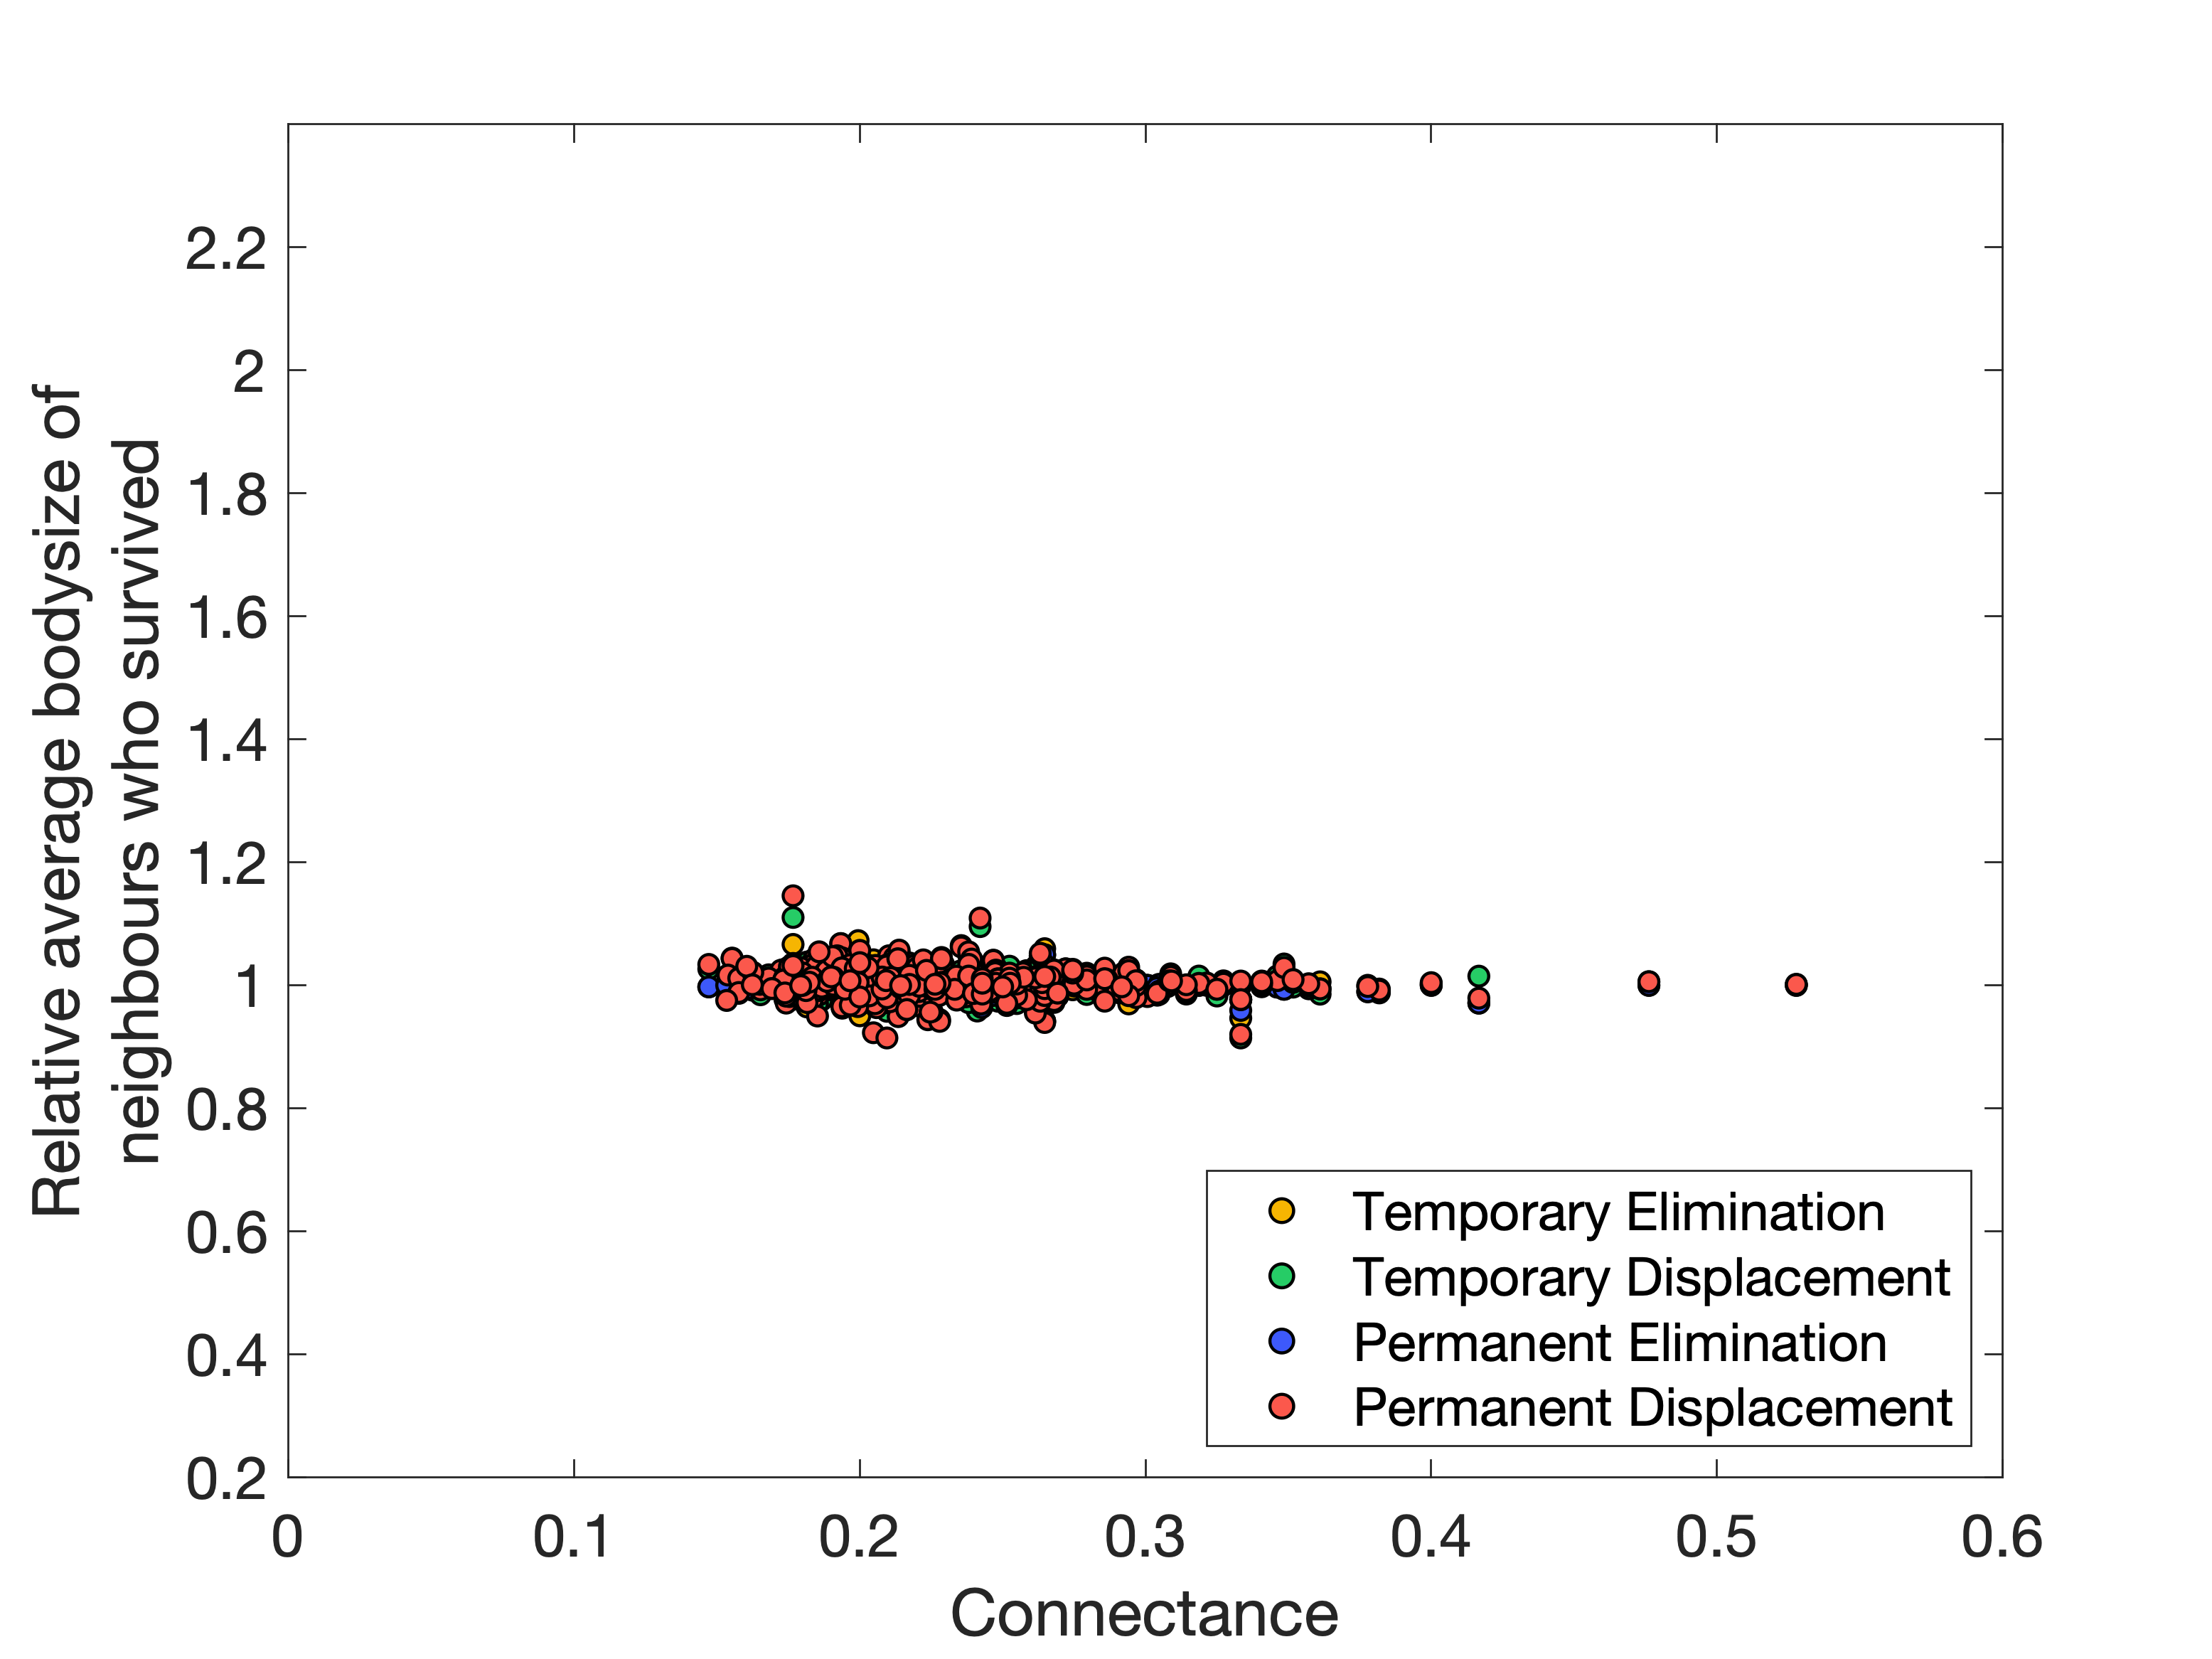 Relative average bodysize of
neighbours who survived
2.2
2
1.8
1.6
1.4
1.2
1
0.8
0.6
0.4
0.2
Temporary Elimination
Temporary Displacement
Permanent Elimination
Permanent Displacement
0 0.1 0.2 0.3 0.4 0.5 0.6
Connectance